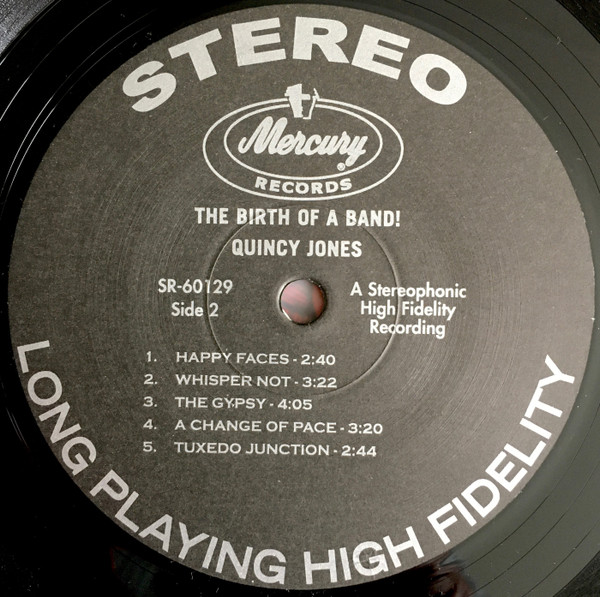 STEREO
Mercury
®
RECORDS
THE BIRTH OF A BAND!
QUINCY JONES
SR-60129
Side 2
A Stereophonic
High Fidelity
Recording
1. HAPPY FACES - 2:40
2. WHISPER NOT - 3:22
3. THE GYPSY - 4:05
4. A CHANGE OF PACE - 3:20
5. TUXEDO JUNCTION - 2:44
LONG PLAYING HIGH FIDELITY